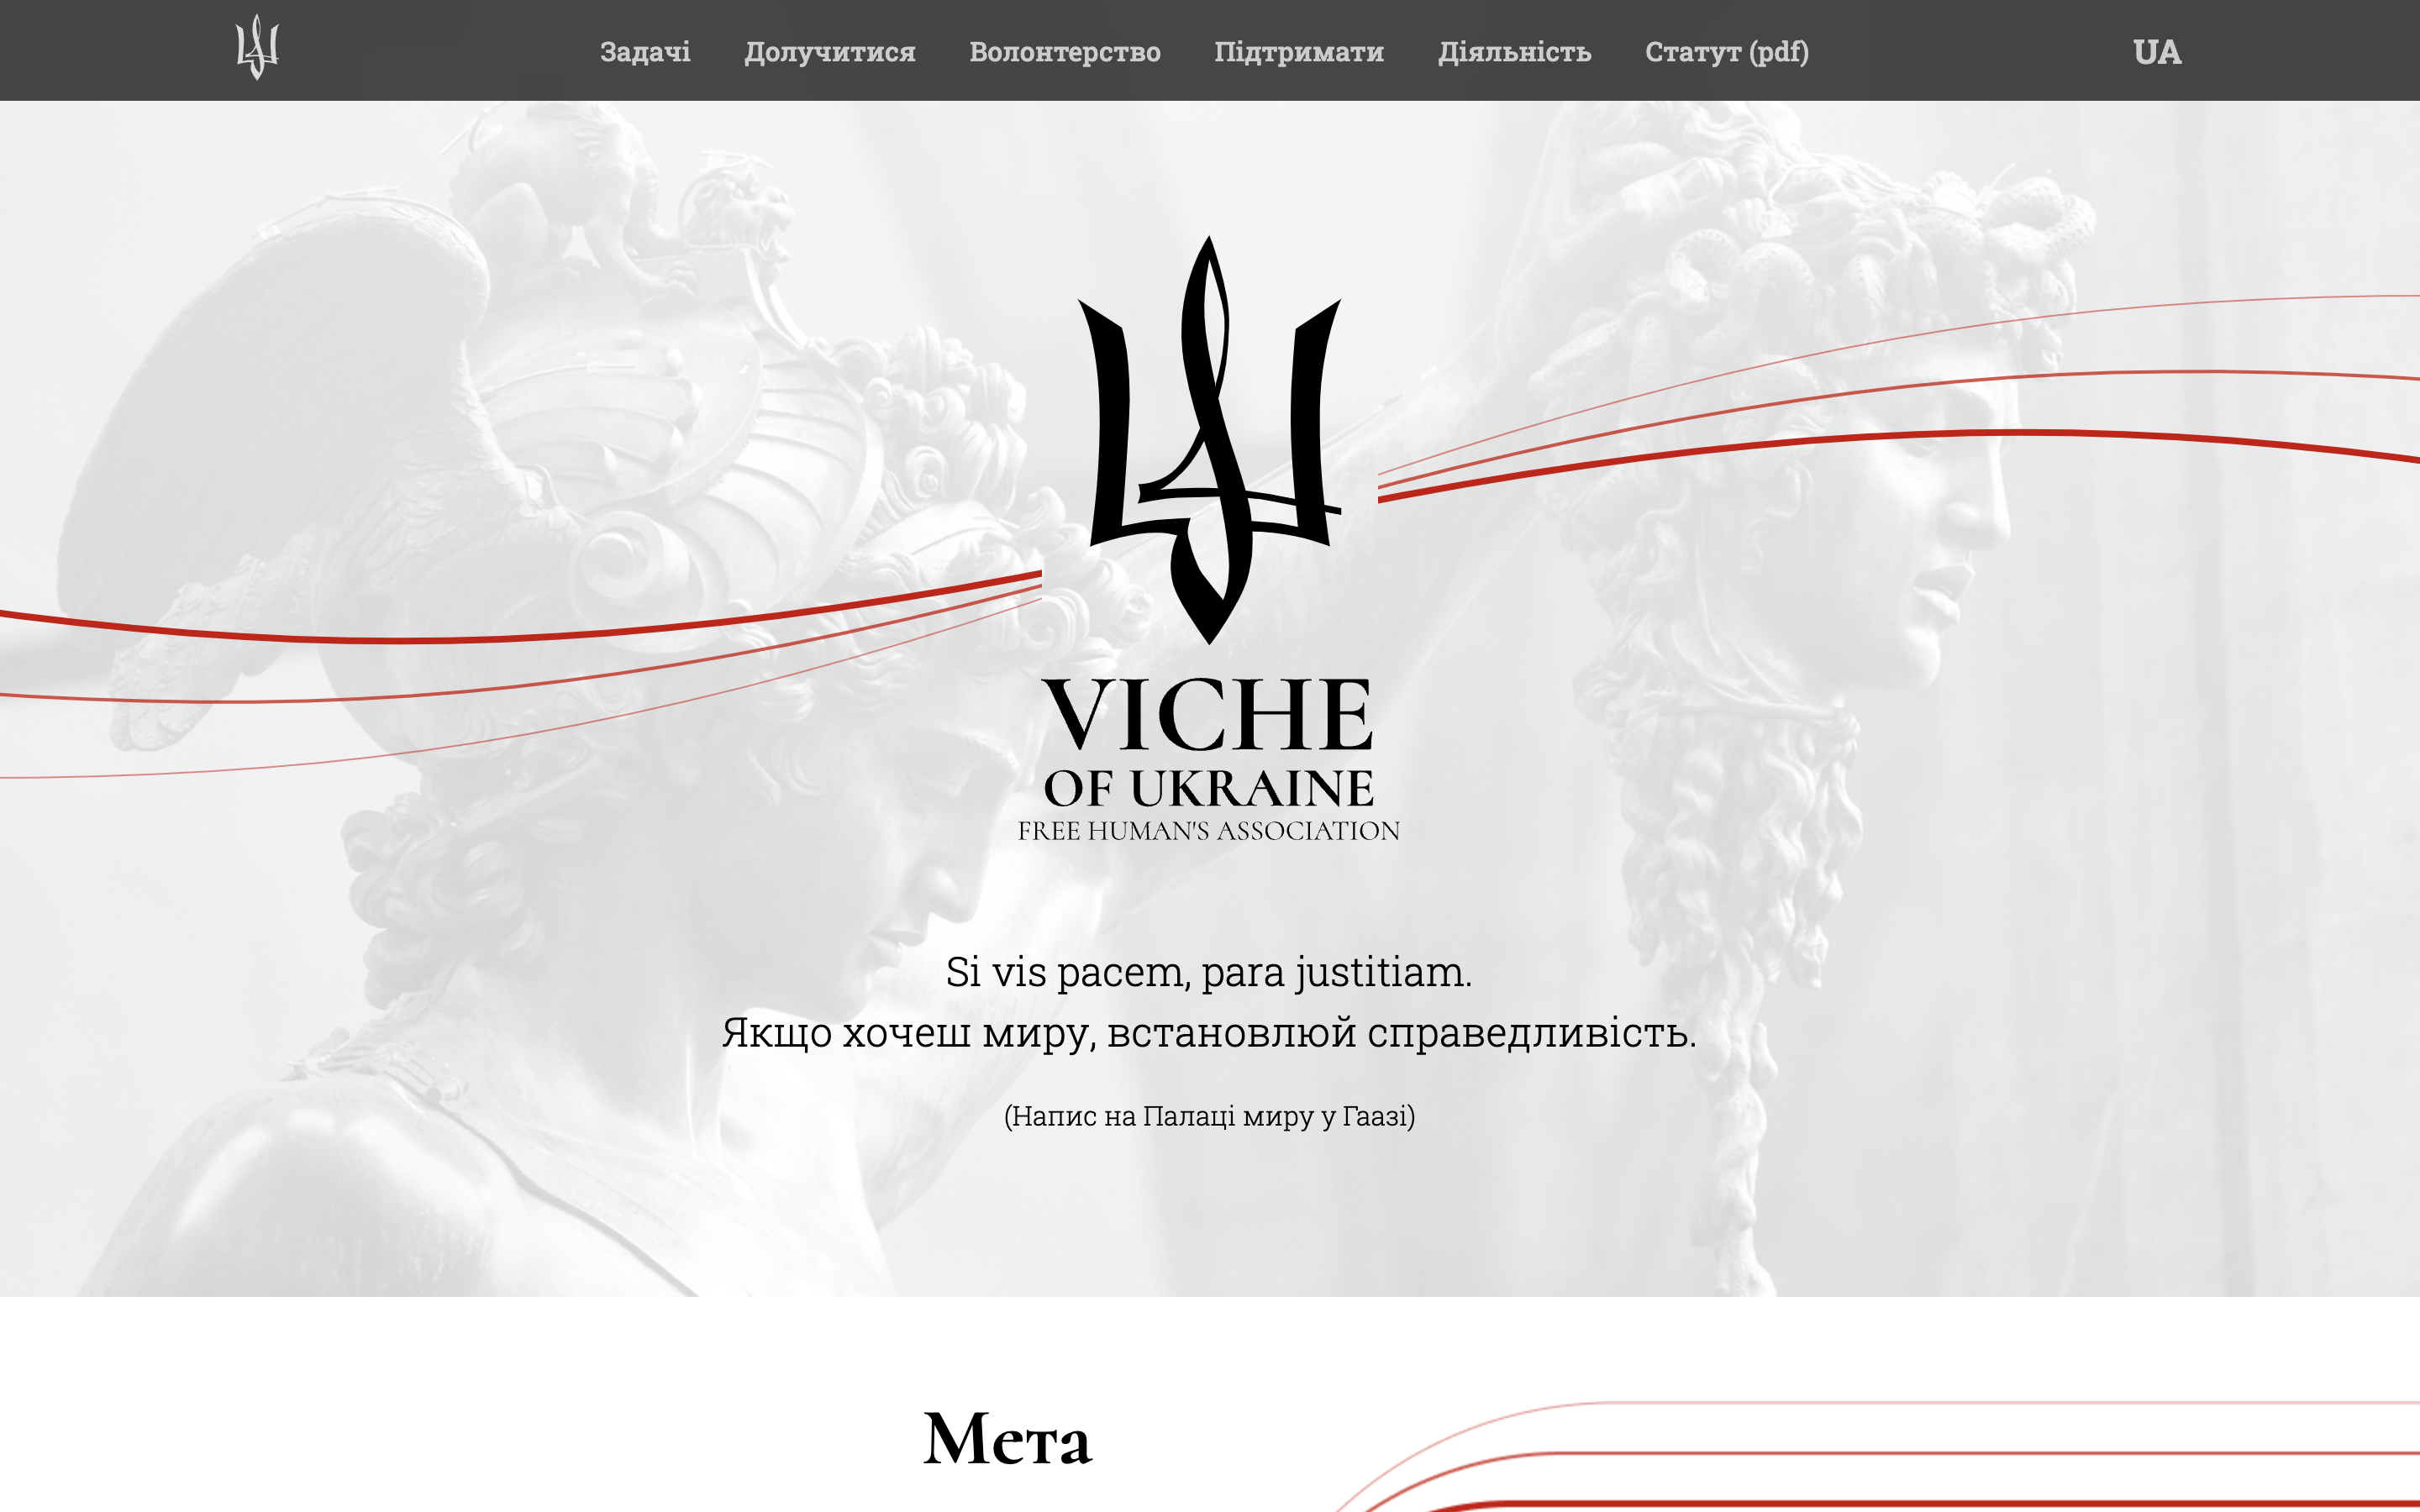 Задачі Долучитися Волонтерство Підтримати Діяльність Статут (pdf) UA
VICHE
OF UKRAINE
FREE HUMAN'S ASSOCIATION
Si vis pacem, para justitiam.
Якщо хочеш миру, встановлюй справедливість.
(Напис на Палаці миру у Гаазі)
Мета